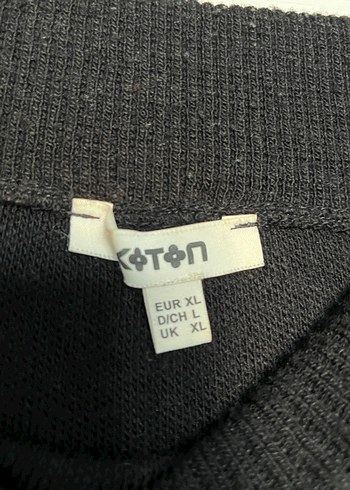 KOTON
EUR XL
D/CH L
UK XL